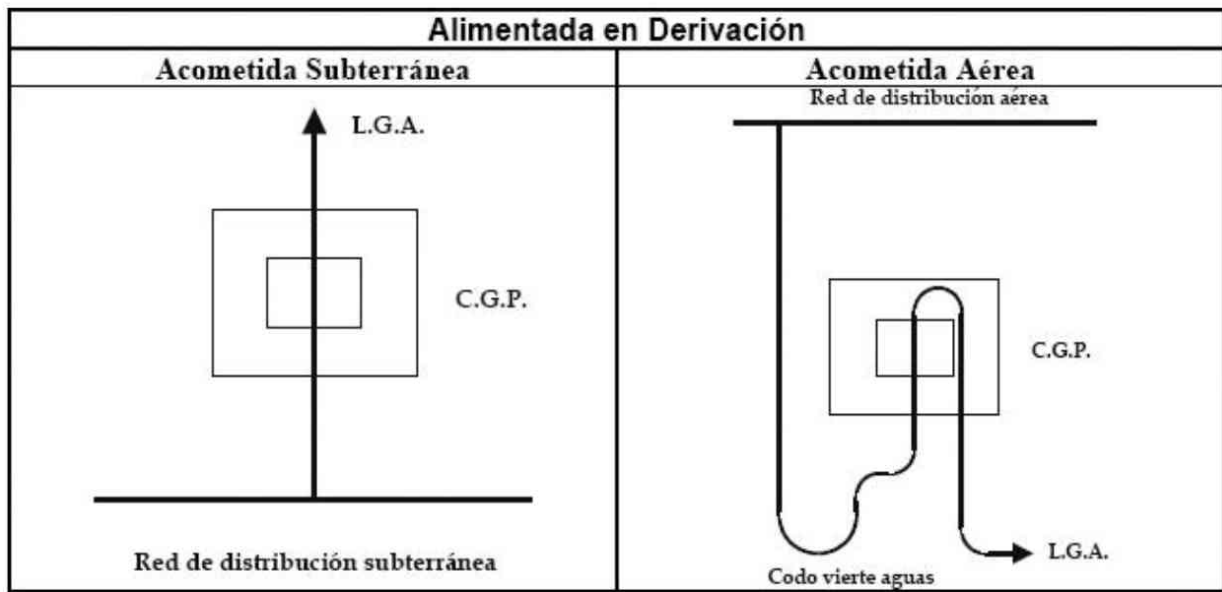 Alimentada en Derivación
Acometida Subterránea
L.G.A.
C.G.P.
Red de distribución subterránea
Acometida Aérea
Red de distribución aérea
C.G.P.
L.G.A.
Codo vierte aguas